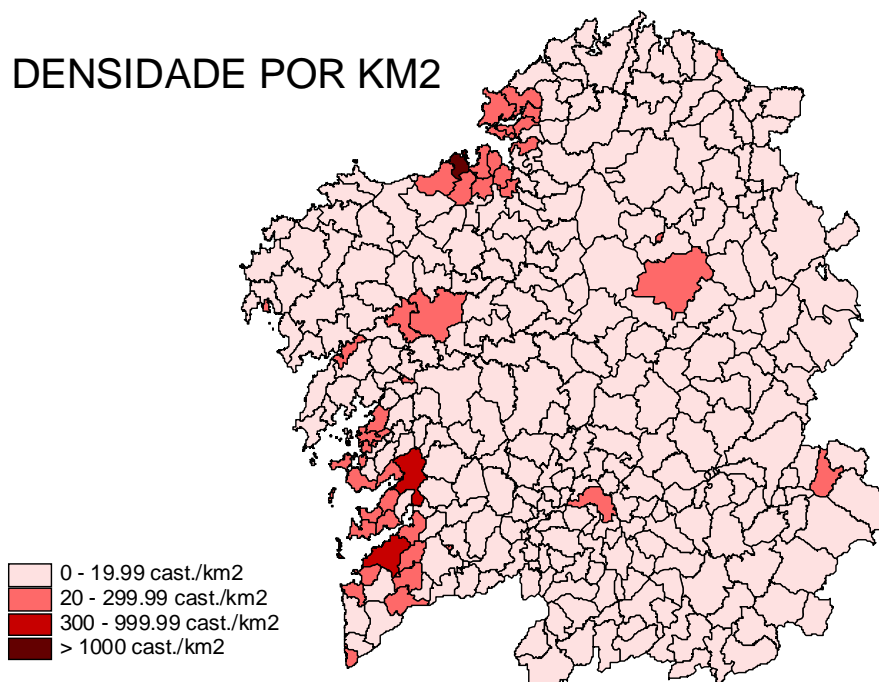 DENSIDADE POR KM2
0 - 19.99 cast./km2
20 - 299.99 cast./km2
300 - 999.99 cast./km2
> 1000 cast./km2